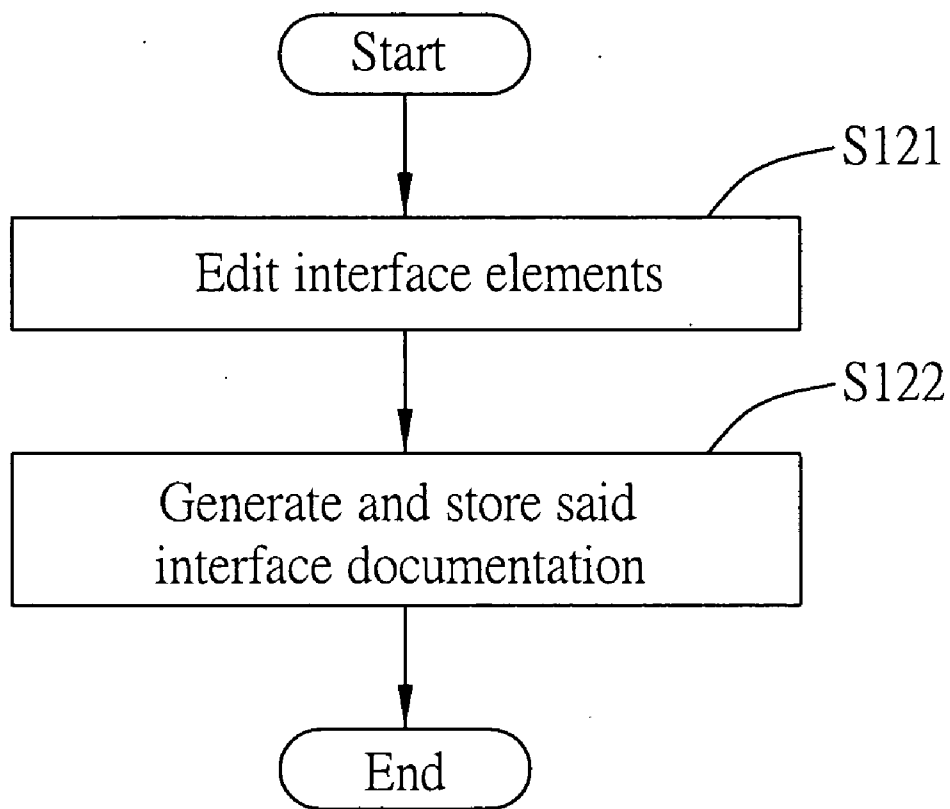 Start
S121
Edit interface elements
S122
Generate and store said
interface documentation
End